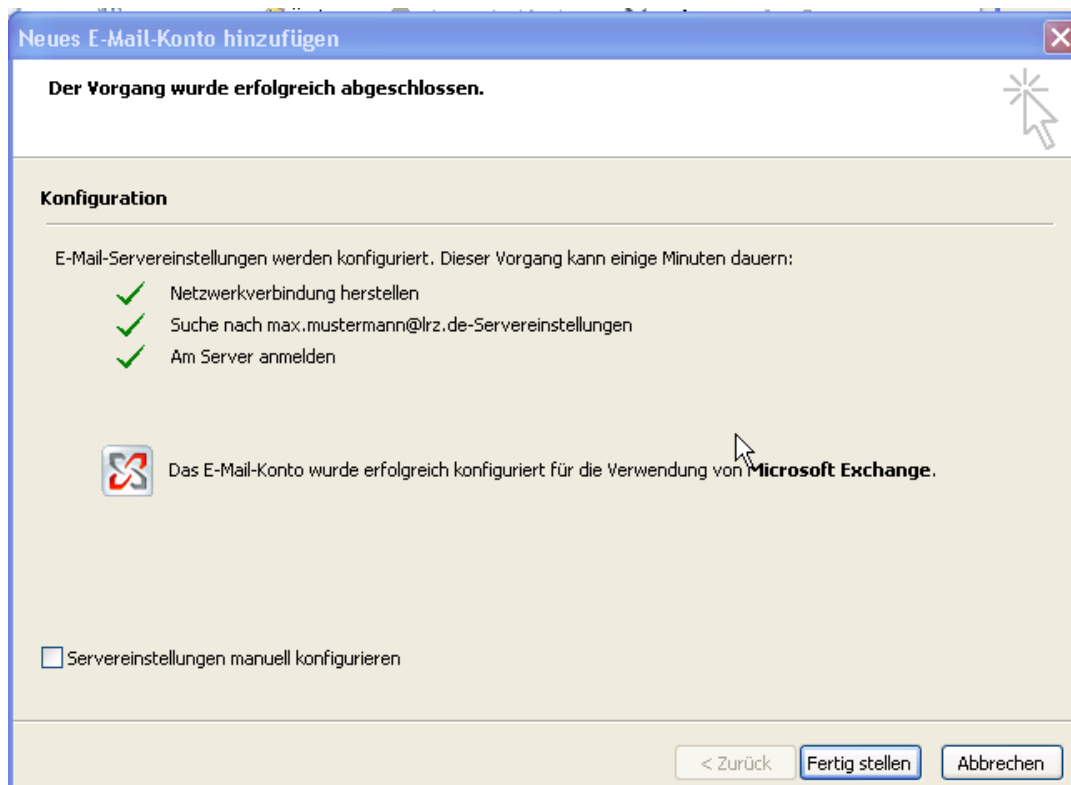 Neues E-Mail-Konto hinzufügen
Der Vorgang wurde erfolgreich abgeschlossen.
Konfiguration
E-Mail-Servereinstellungen werden konfiguriert. Dieser Vorgang kann einige Minuten dauern:
Netzwerkverbindung herstellen
Suche nach max.mustermann@lrz.de-Servereinstellungen
Am Server anmelden
Das E-Mail-Konto wurde erfolgreich konfiguriert für die Verwendung von Microsoft Exchange.
Servereinstellungen manuell konfigurieren
< Zurück Fertig stellen Abbrechen